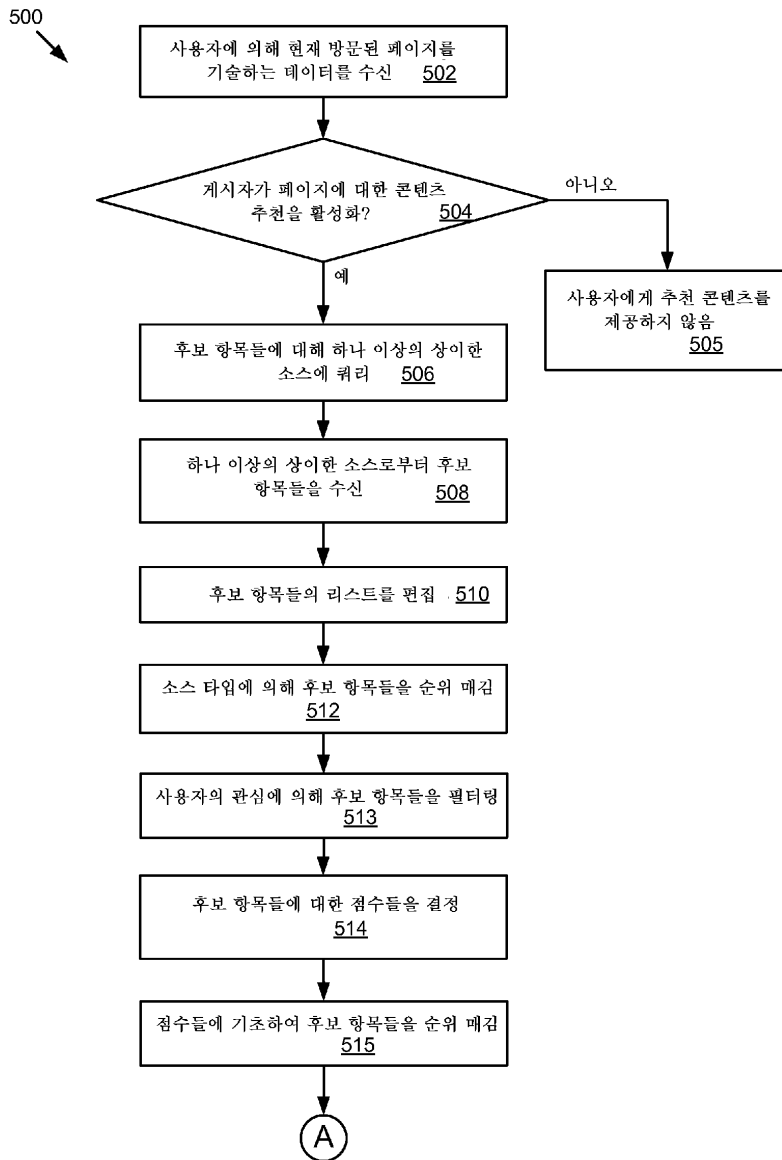 500
사용자에 의해 현재 방문된 페이지를
기술하는 데이터를 수신 502
게시자가 페이지에 대한 콘텐츠
추천을 활성화? 504
아니오
예
사용자에게 추천 콘텐츠를
제공하지 않음
505
후보 항목들에 대해 하나 이상의 상이한
소스에 쿼리 506
하나 이상의 상이한 소스로부터 후보
항목들을 수신 508
후보 항목들의 리스트를 편집 510
소스 타입에 의해 후보 항목들을 순위 매김
512
사용자의 관심에 의해 후보 항목들을 필터링
513
후보 항목들에 대한 점수들을 결정
514
점수들에 기초하여 후보 항목들을 순위 매김
515
A